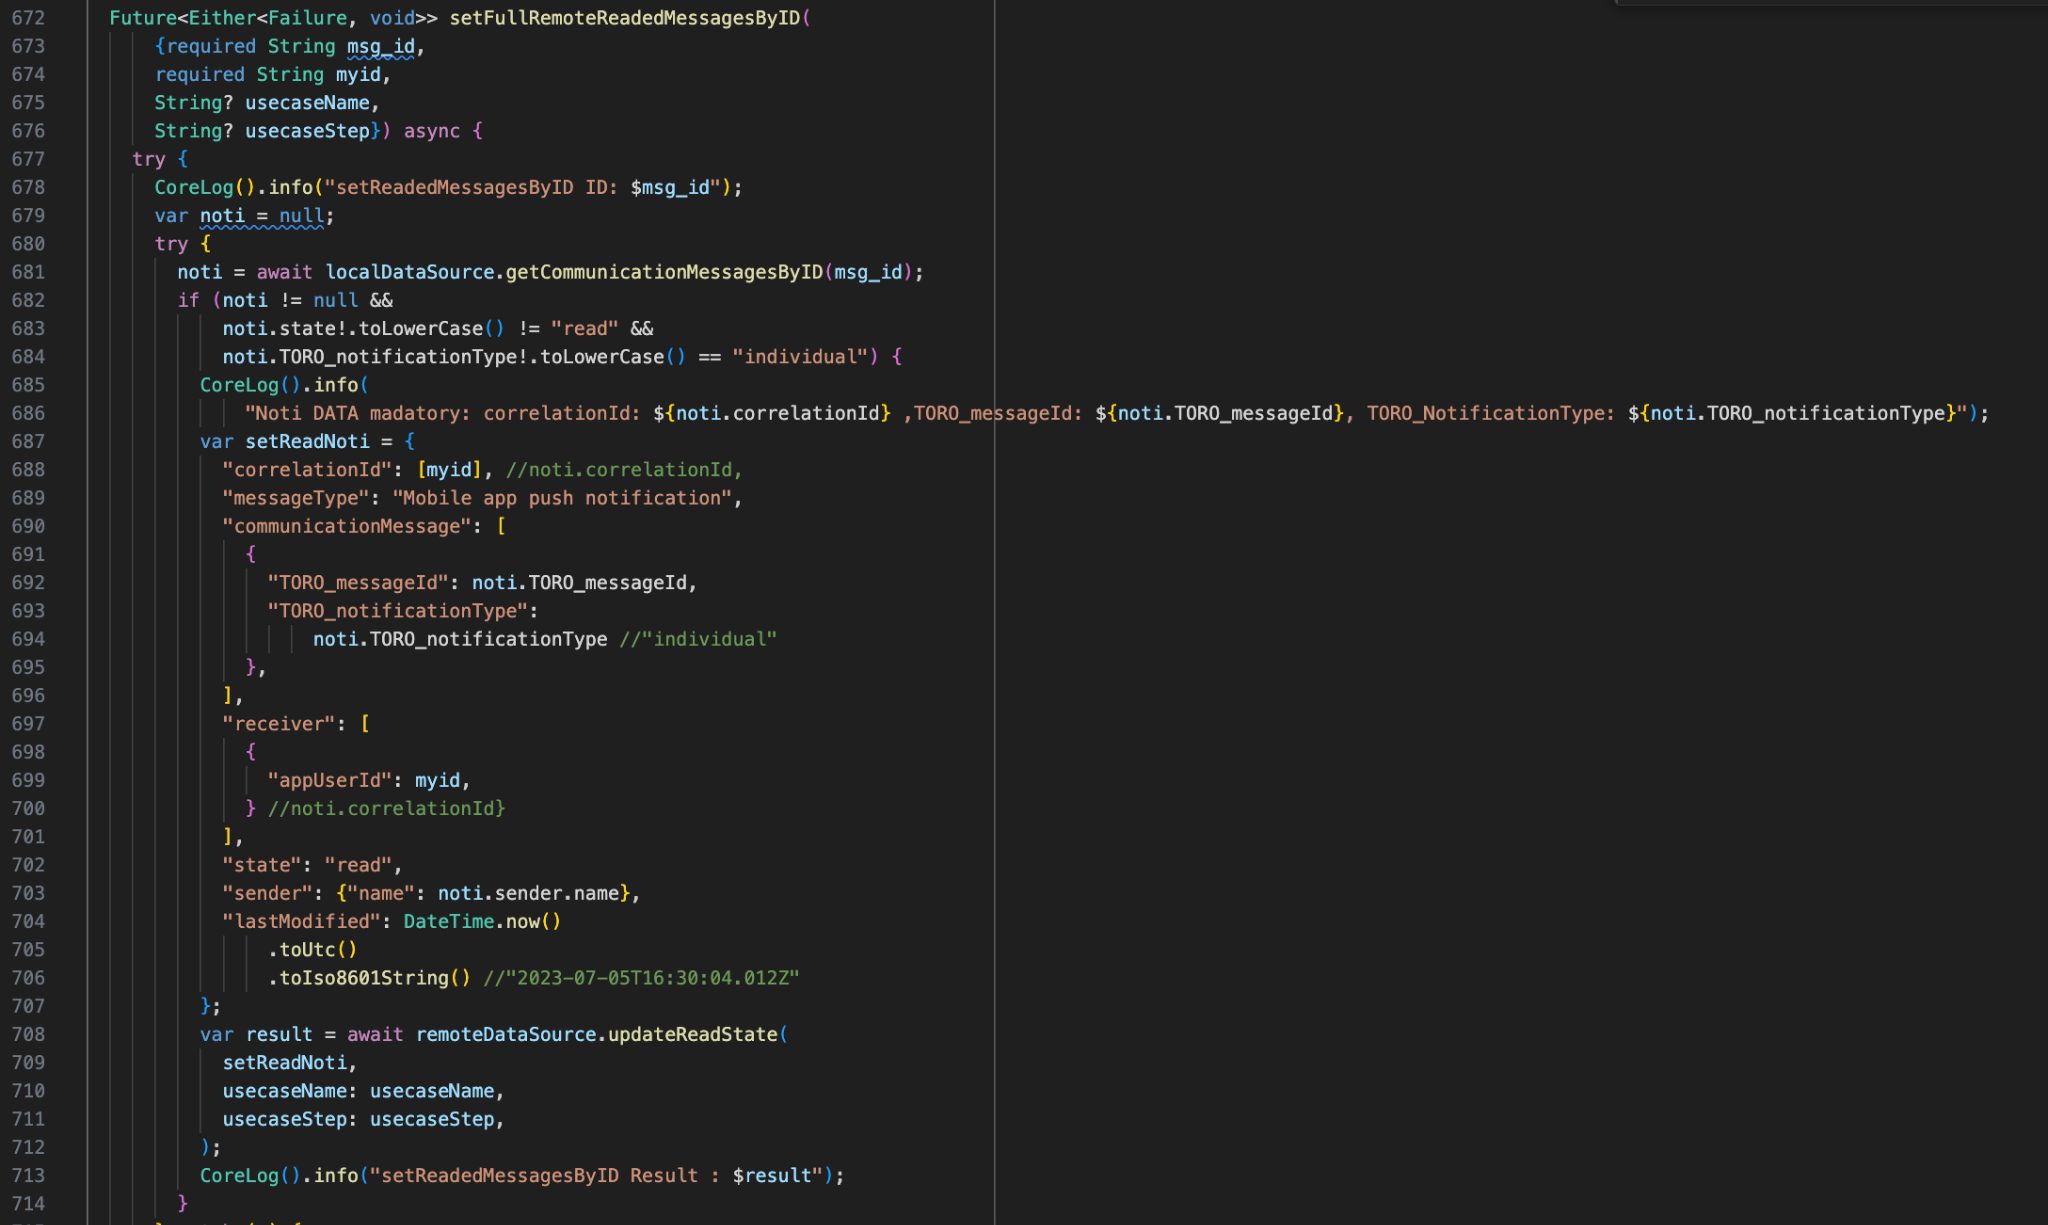 672 Future<Either<Failure, void>> setFullRemoteReadedMessagesByID(
673 {required String msg_id,
674 required String myid,
675 String? usecaseName,
676 String? usecaseStep}) async {
677 try {
678 CoreLog().info("setReadedMessagesByID ID: $msg_id");
679 var noti = null;
680 try {
681 noti = await localDataSource.getCommunicationMessagesByID(msg_id);
682 if (noti != null &&
683 noti.state!.toLowerCase() != "read" &&
684 noti.TORO_notificationType!.toLowerCase() == "individual") {
685 CoreLog().info(
686 "Noti DATA madatory: correlationId: ${noti.correlationId} ,TORO_messageId: ${noti.TORO_messageId}, TORO_NotificationType: ${noti.TORO_notificationType}");
687 var setReadNoti = {
688 "correlationId": [myid], //noti.correlationId,
689 "messageType": "Mobile app push notification",
690 "communicationMessage": [
691 {
692 "TORO_messageId": noti.TORO_messageId,
693 "TORO_notificationType":
694 noti.TORO_notificationType //"individual"
695 },
696 ],
697 "receiver": [
698 {
699 "appUserId": myid,
700 } //noti.correlationId}
701 ],
702 "state": "read",
703 "sender": {"name": noti.sender.name},
704 "lastModified": DateTime.now()
705 .toUtc()
706 .toIso8601String() //"2023-07-05T16:30:04.012Z"
707 };
708 var result = await remoteDataSource.updateReadState(
709 setReadNoti,
710 usecaseName: usecaseName,
711 usecaseStep: usecaseStep,
712 );
713 CoreLog().info("setReadedMessagesByID Result : $result");
714 }